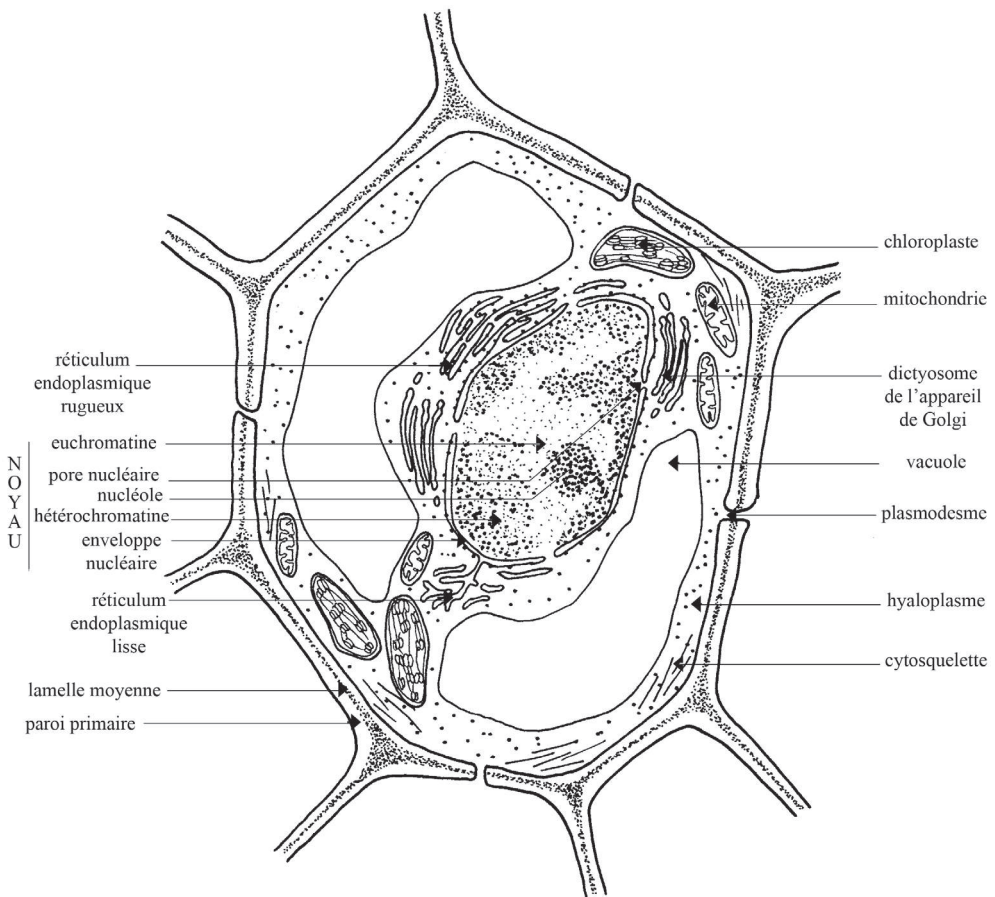 chloroplaste
mitochondrie
réticulum
endoplasmique
rugueux
dictyosome
de l'appareil
de Golgi
euchromatine
vacuole
NOYAU
pore nucléaire
nucléole
hétérochromatine
plasmodesme
enveloppe
nucléaire
réticulum
endoplasmique
lisse
hyaloplasme
cytosquelette
lamelle moyenne
paroi primaire